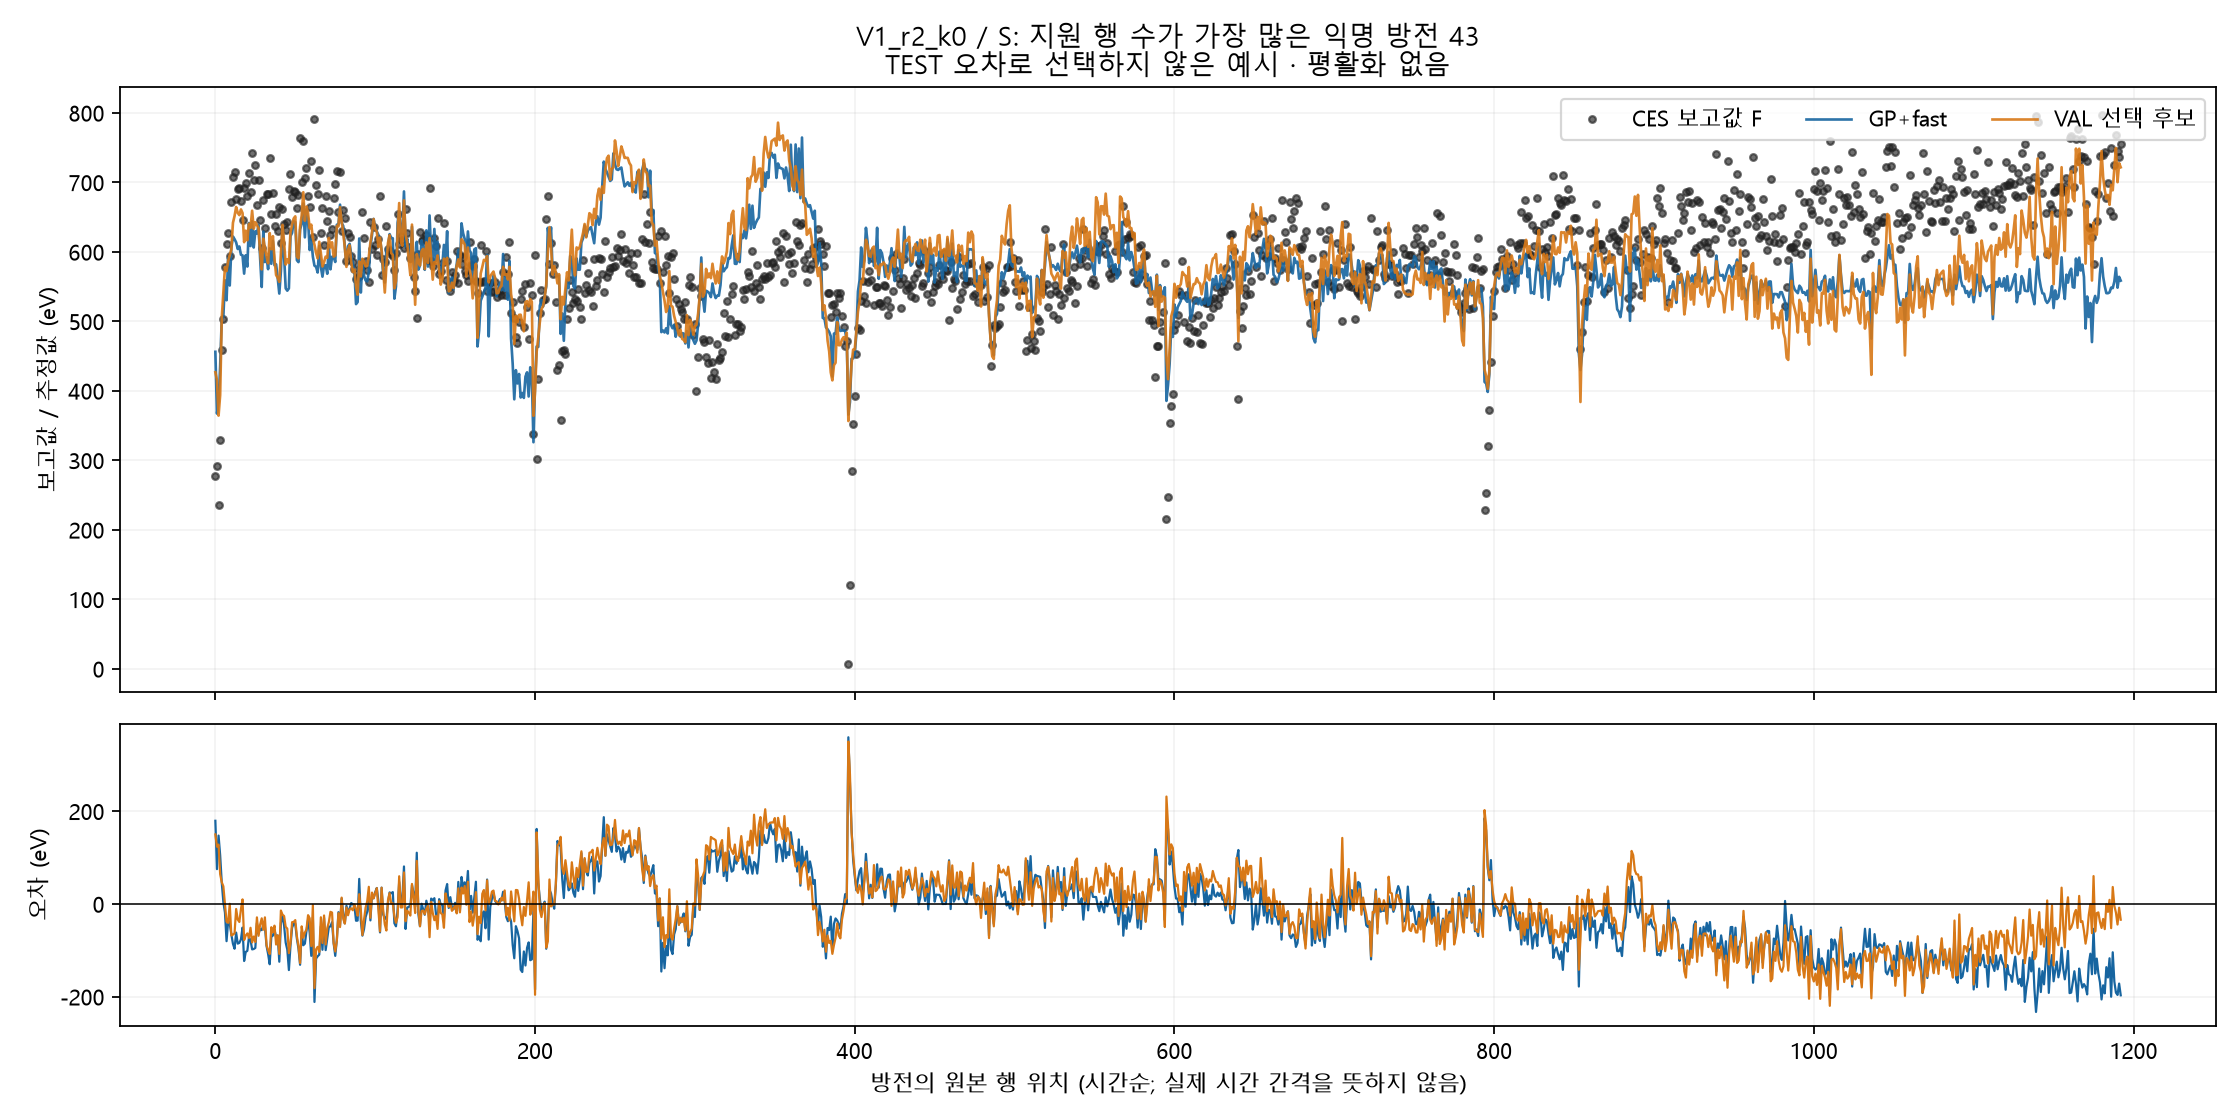 V1_r2_k0 / S: 지원 행 수가 가장 많은 익명 방전 43
TEST 오차로 선택하지 않은 예시 · 평활화 없음
CES 보고값 F
GP+fast
VAL 선택 후보
보고값 / 추정값 (eV)
800
700
600
500
400
300
200
100
0
오차 (eV)
200
0
-200
0
200
400
600
800
1000
1200
방전의 원본 행 위치 (시간순; 실제 시간 간격을 뜻하지 않음)